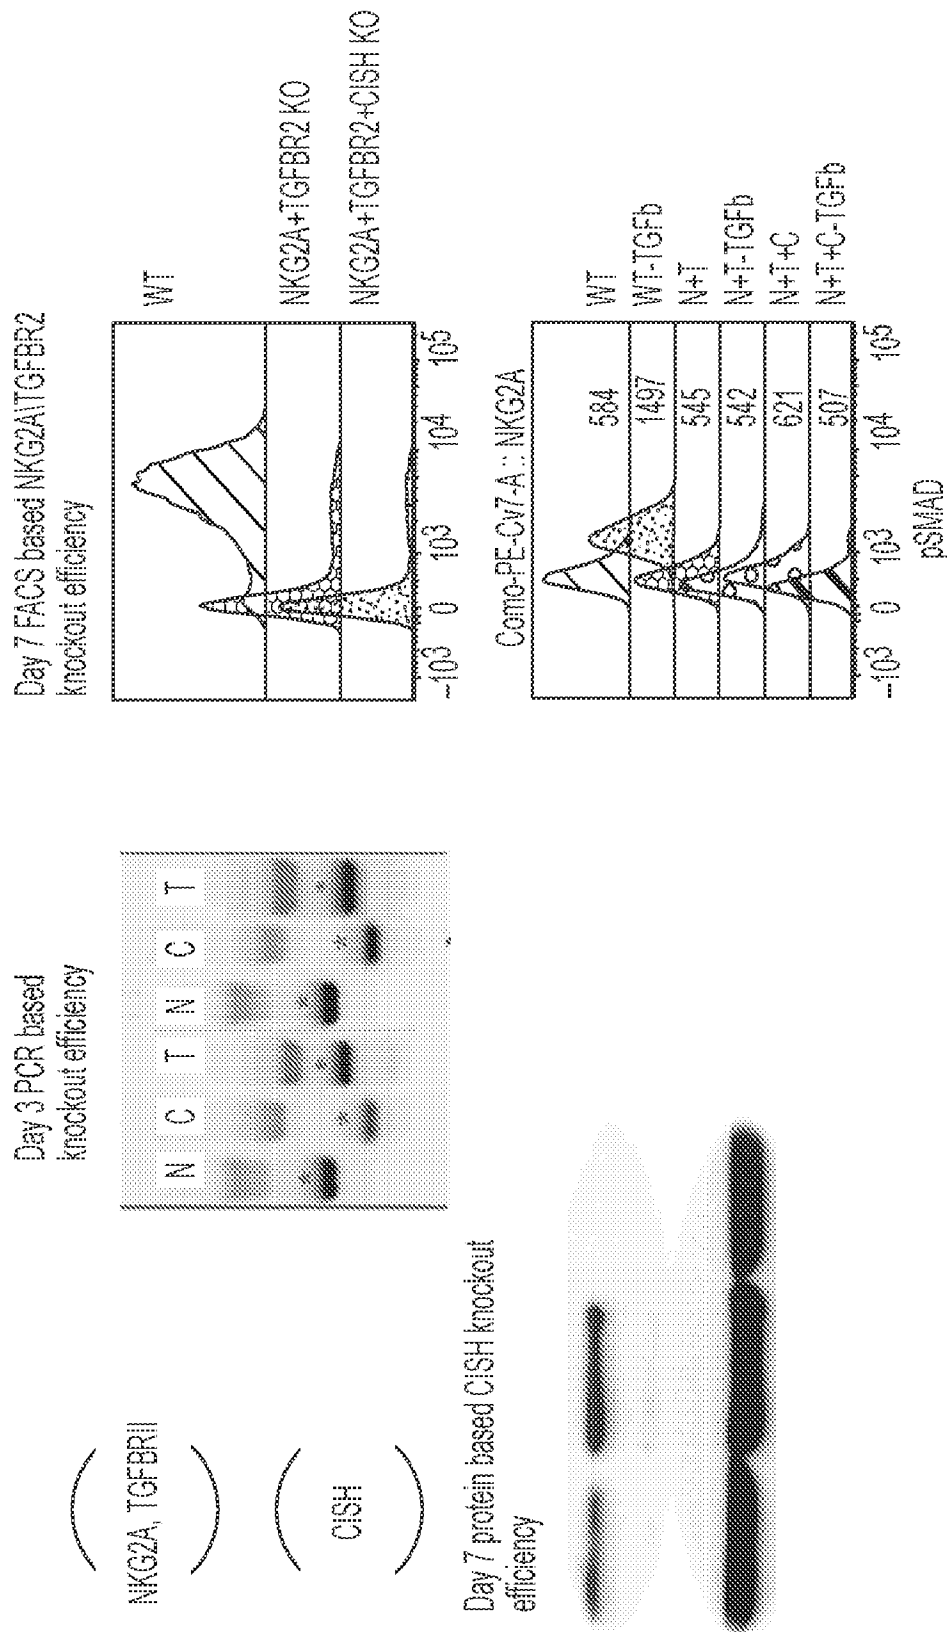 NKG2A, TGFBRII
CISH
Day 3 PCR based
knockout efficiency
N C T N C T
Day 7 protein based CISH knockout
efficiency
Day 7 FACS based NKG2A\TGFBR2
knockout efficiency
WT
NKG2A+TGFBR2 KO
NKG2A+TGFBR2+CISH KO
-10³ 0 10³ 10⁴ 10⁵
Comp-PE-Cy7-A :: NKG2A
584 WT
1497 WT-TGFb
545 N+T
542 N+T-TGFb
621 N+T+C
507 N+T+C-TGFb
-10³ 0 10³ 10⁴ 10⁵
pSMAD